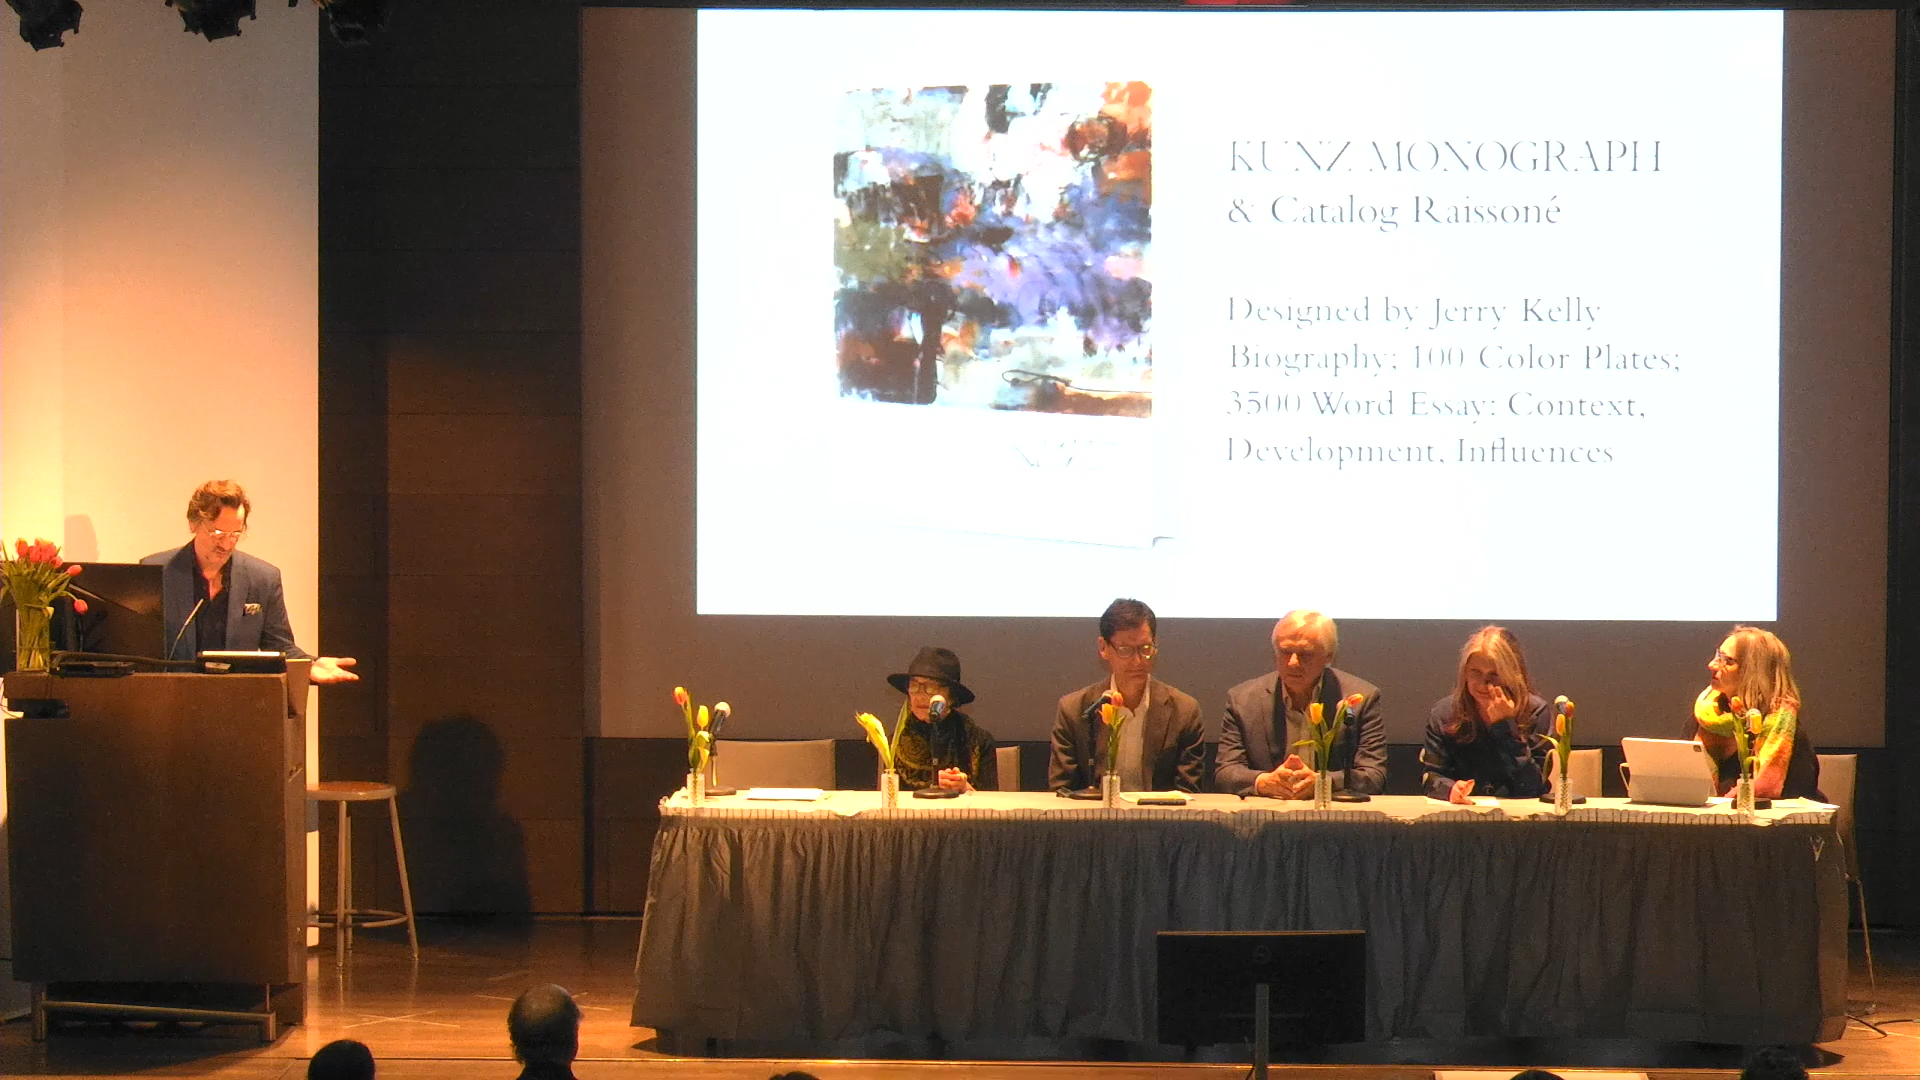 KUNZ MONOGRAPH
& Catalog Raissoné
Designed by Jerry Kelly
Biography; 100 Color Plates;
3500 Word Essay: Context,
Development, Influences